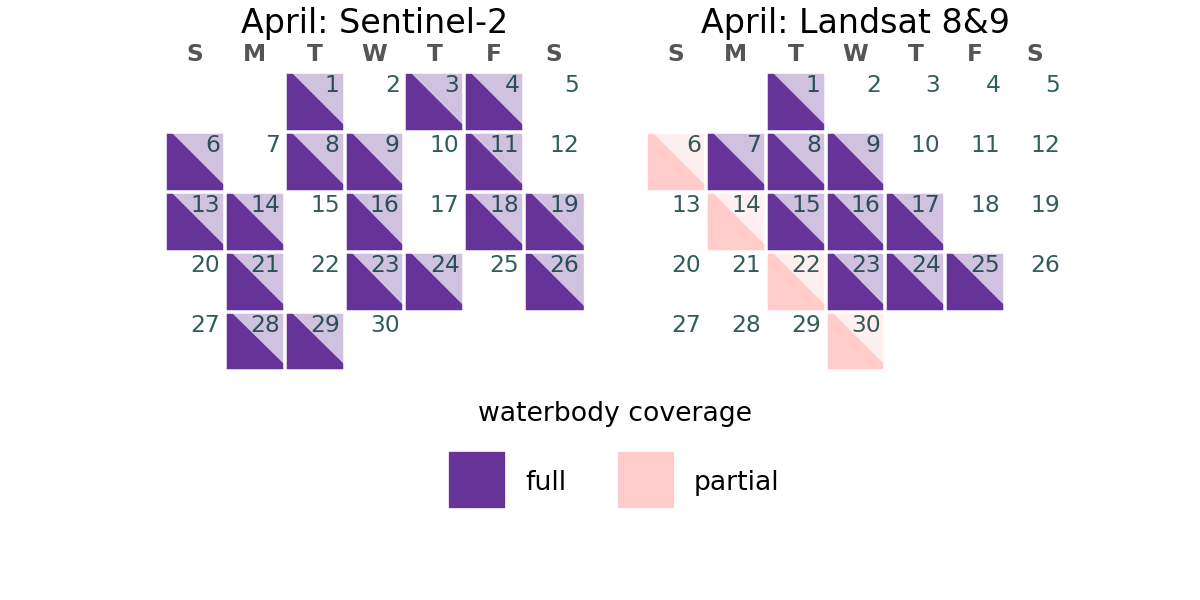 April: Sentinel-2
S M T W T F S
1 2 3 4 5
6 7 8 9 10 11 12
13 14 15 16 17 18 19
20 21 22 23 24 25 26
27 28 29 30
April: Landsat 8&9
S M T W T F S
1 2 3 4 5
6 7 8 9 10 11 12
13 14 15 16 17 18 19
20 21 22 23 24 25 26
27 28 29 30
waterbody coverage
full partial